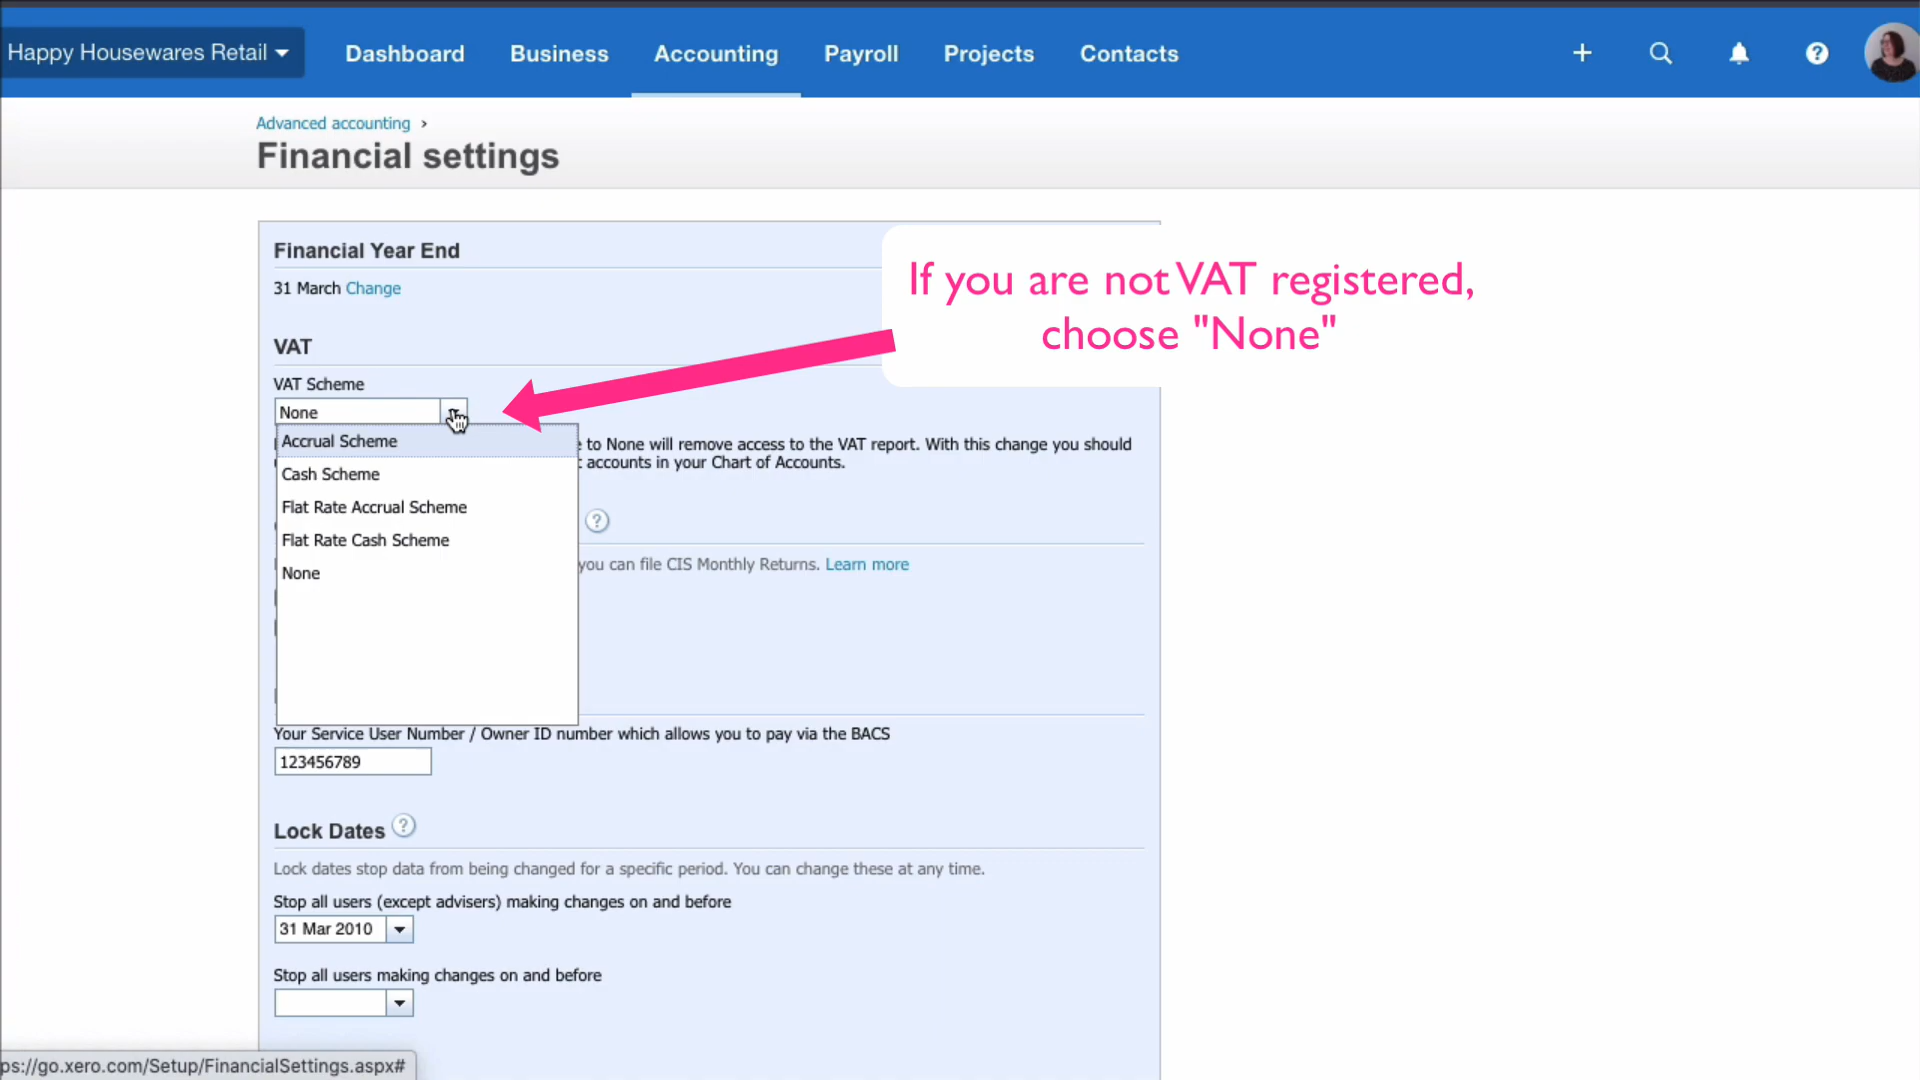 Happy Housewares Retail
Dashboard
Business
Accounting
Payroll
Projects
Contacts
Advanced accounting ›
Financial settings
Financial Year End
31 March Change
If you are not VAT registered,
choose "None"
VAT
VAT Scheme
None
Accrual Scheme
to None will remove access to the VAT report. With this change you should
accounts in your Chart of Accounts.
Cash Scheme
Flat Rate Accrual Scheme
Flat Rate Cash Scheme
you can file CIS Monthly Returns. Learn more
None
Your Service User Number / Owner ID number which allows you to pay via the BACS
123456789
Lock Dates
Lock dates stop data from being changed for a specific period. You can change these at any time.
Stop all users (except advisers) making changes on and before
31 Mar 2010
Stop all users making changes on and before
ps://go.xero.com/Setup/FinancialSettings.aspx#